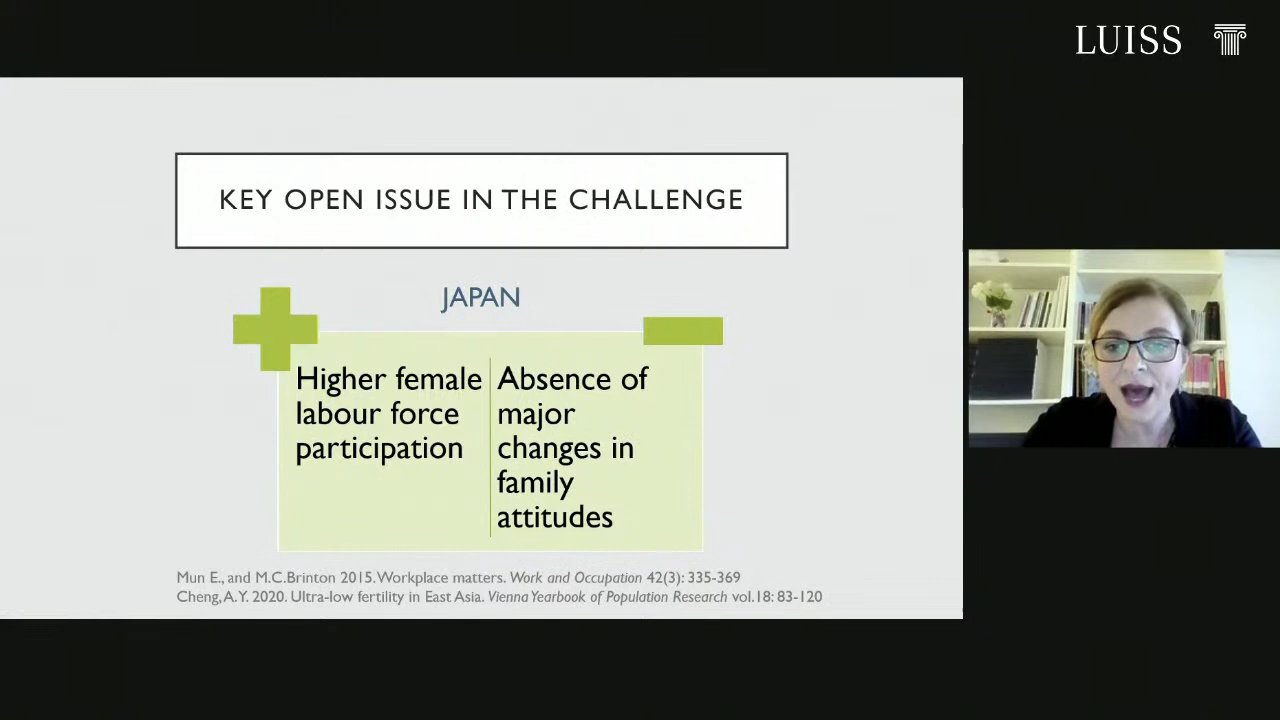 LUISS
KEY OPEN ISSUE IN THE CHALLENGE
JAPAN
Higher female
labour force
participation
Absence of
major
changes in
family
attitudes
Mun E., and M.C.Brinton 2015. Workplace matters. Work and Occupation 42(3): 335-369
Cheng, A.Y. 2020. Ultra-low fertility in East Asia. Vienna Yearbook of Population Research vol.18: 83-120